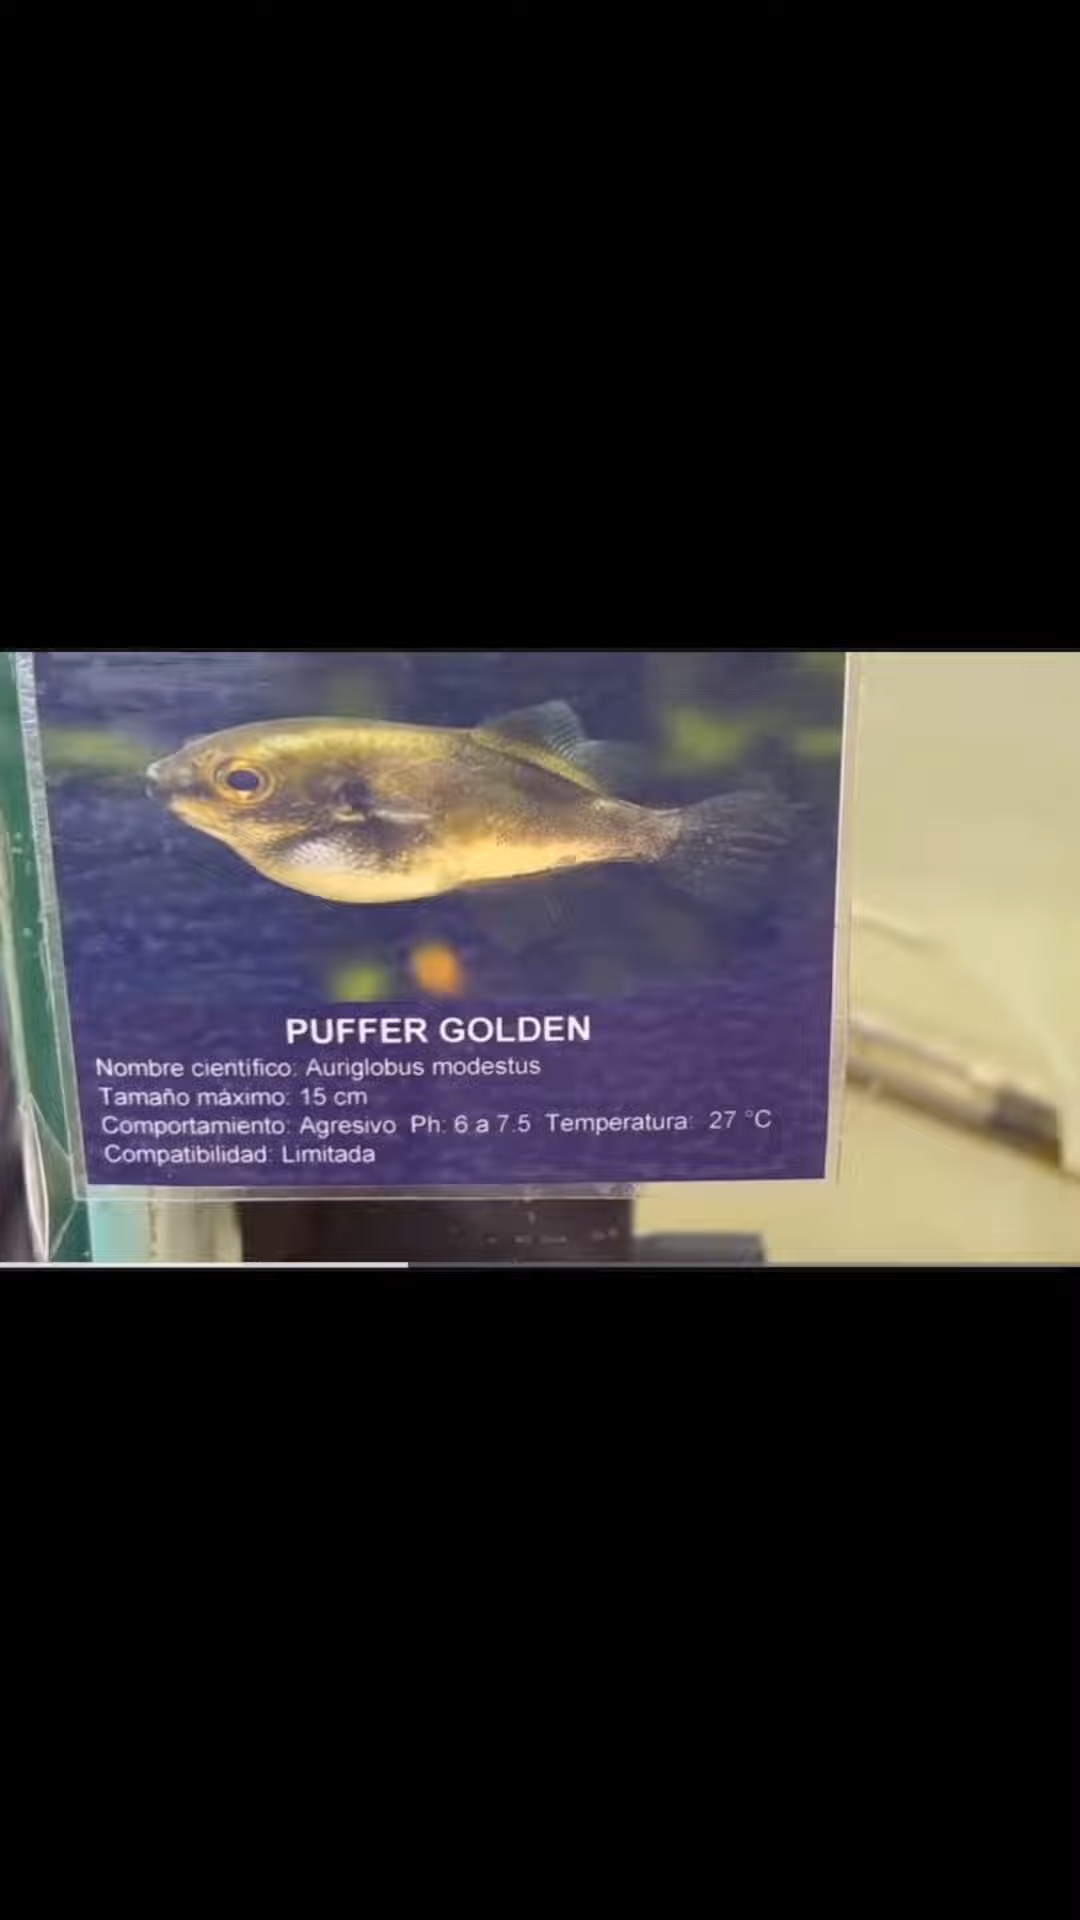 PUFFER GOLDEN
Nombre científico: Auriglobus modestus
Tamaño máximo: 15 cm
Comportamiento: Agresivo Ph: 6 a 7.5 Temperatura: 27 °C
Compatibilidad: Limitada